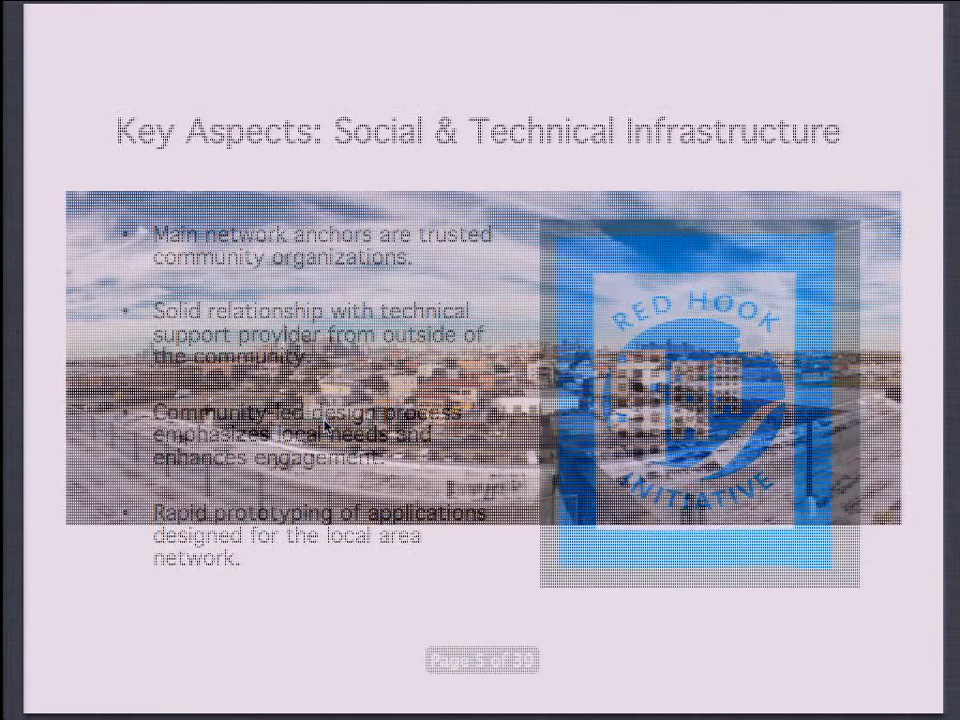 Key Aspects: Social & Technical Infrastructure
• Main network anchors are trusted
community organizations.
• Solid relationship with technical
support provider from outside of
the community.
• Community-led design process
emphasizes local needs and
enhances engagement.
• Rapid prototyping of applications
designed for the local area
network.
RED HOOK
INITIATIVE
Page 5 of 39